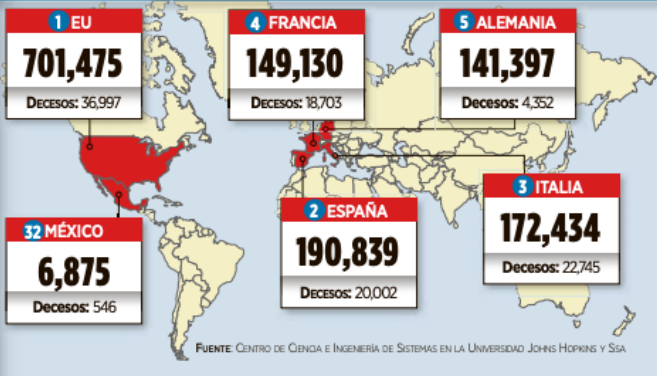 1 EU
701,475
DECESOS: 36,997
4 FRANCIA
149,130
DECESOS: 18,703
5 ALEMANIA
141,397
DECESOS: 4,352
32 MÉXICO
6,875
DECESOS: 546
2 ESPAÑA
190,839
DECESOS: 20,002
3 ITALIA
172,434
DECESOS: 22,745
FUENTE: CENTRO DE CIENCIA E INGENIERÍA DE SISTEMAS EN LA UNIVERSIDAD JOHNS HOPKINS Y SSA